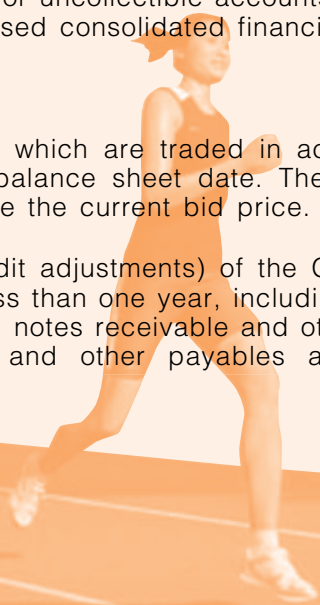 or uncollectible accounts
sed consolidated financi
which are traded in ac
balance sheet date. The
e the current bid price.
dit adjustments) of the C
ss than one year, includi
notes receivable and ot
and other payables a